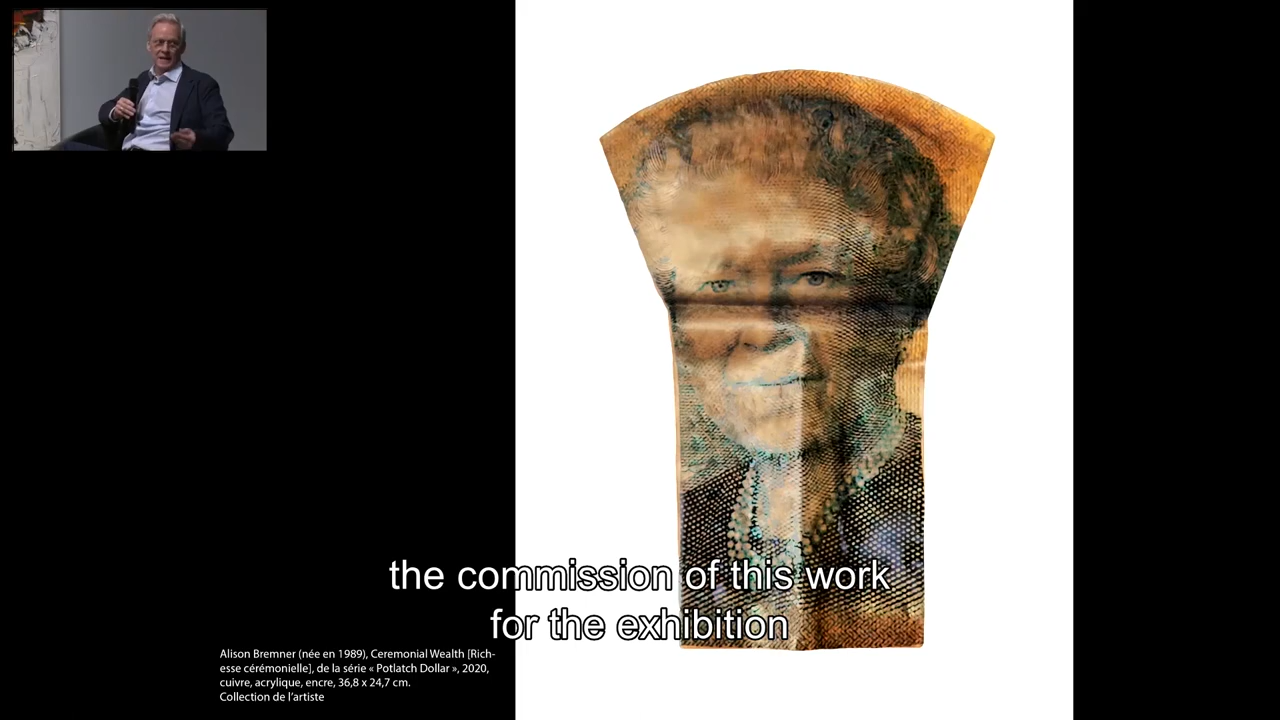 the commission of this work
for the exhibition
Alison Bremner (née en 1989), Ceremonial Wealth [Rich-
esse cérémonielle], de la série « Potlatch Dollar », 2020,
cuivre, acrylique, encre, 36,8 x 24,7 cm.
Collection de l’artiste